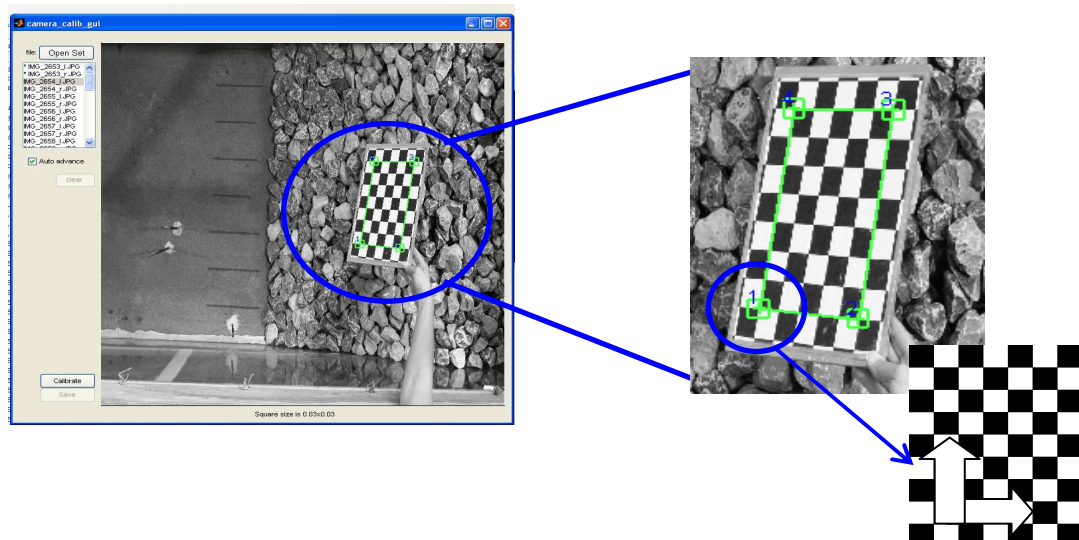 camera_calib_gui
file: Open Set
* IMG_2653_l.JPG
* IMG_2653_r.JPG
IMG_2654_l.JPG
IMG_2654_r.JPG
IMG_2655_l.JPG
IMG_2655_r.JPG
IMG_2656_l.JPG
IMG_2656_r.JPG
IMG_2657_l.JPG
IMG_2657_r.JPG
IMG_2658_l.JPG
Auto advance
clear
Calibrate
Save
Square size is 0.03x0.03
4 3
1 2